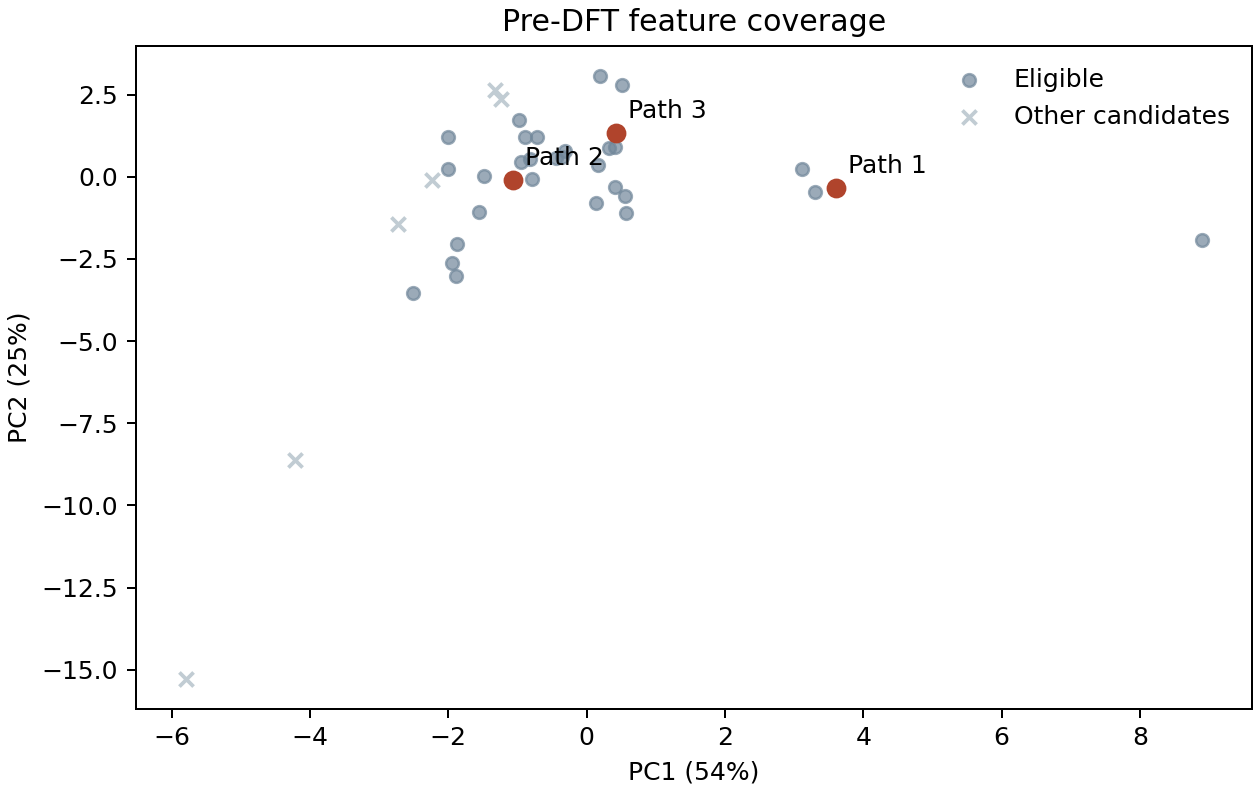 Pre-DFT feature coverage
Eligible
Other candidates
Path 3
Path 2
Path 1
2.5
0.0
−2.5
−5.0
−7.5
−10.0
−12.5
−15.0
PC2 (25%)
−6
−4
−2
0
2
4
6
8
PC1 (54%)